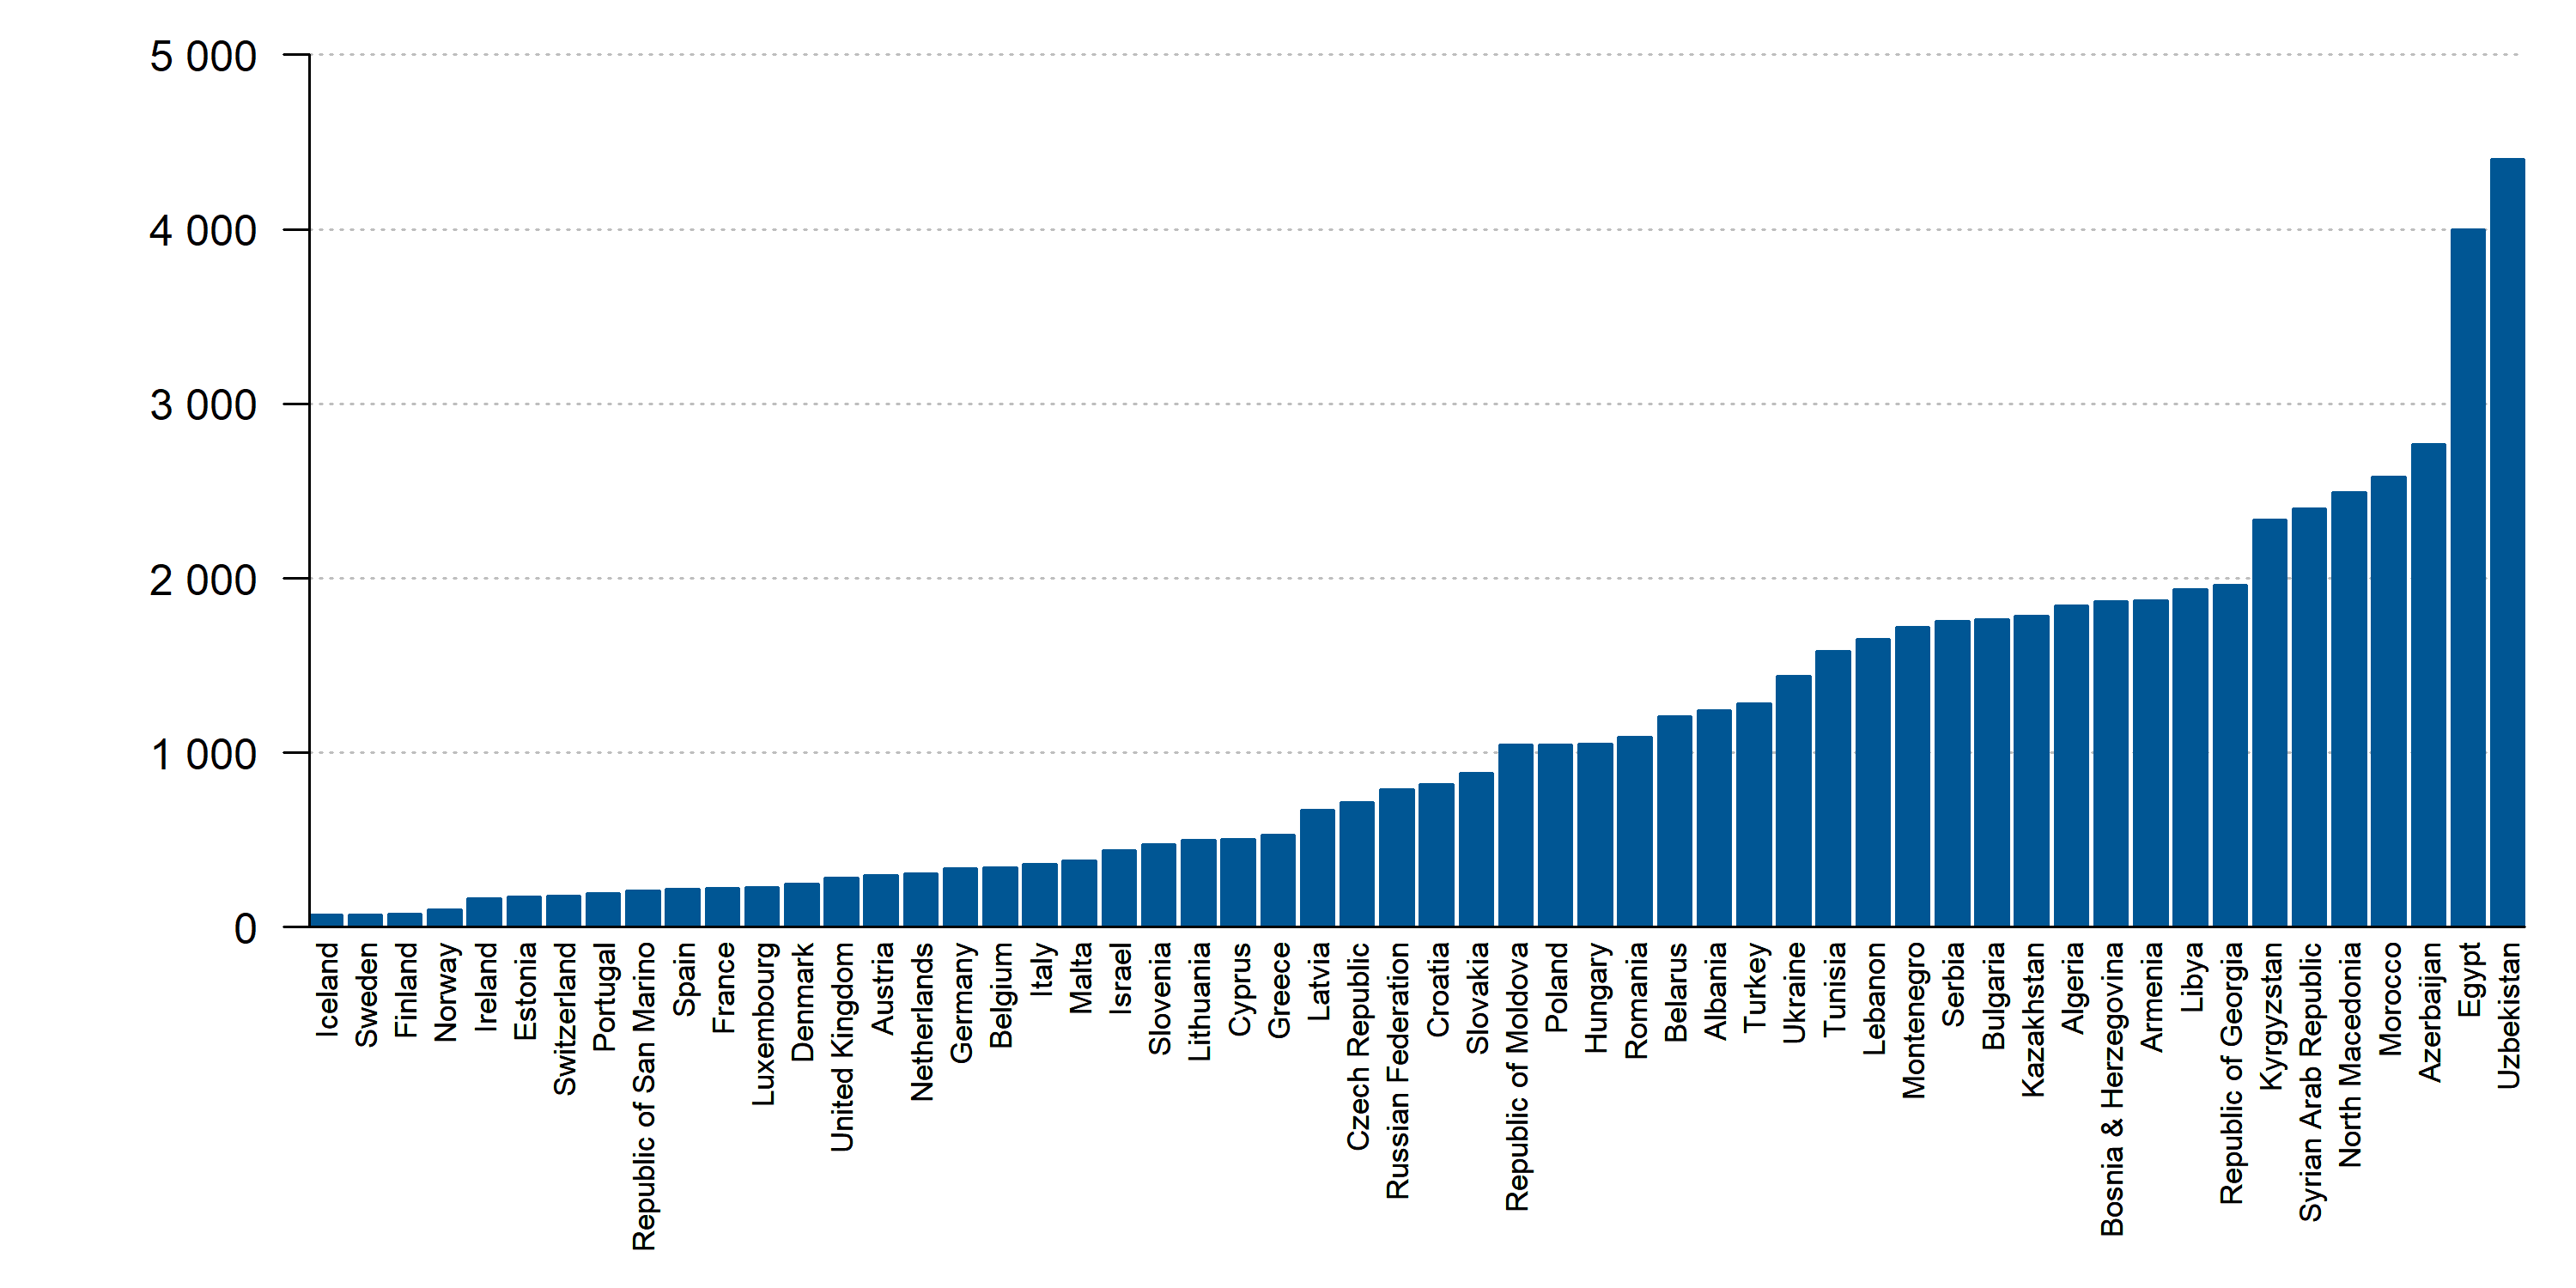 5 000
4 000
3 000
2 000
1 000
0
Iceland
Sweden
Finland
Norway
Ireland
Estonia
Switzerland
Portugal
Republic of San Marino
Spain
France
Luxembourg
Denmark
United Kingdom
Austria
Netherlands
Germany
Belgium
Italy
Malta
Israel
Slovenia
Lithuania
Cyprus
Greece
Latvia
Czech Republic
Russian Federation
Croatia
Slovakia
Republic of Moldova
Poland
Hungary
Romania
Belarus
Albania
Turkey
Ukraine
Tunisia
Lebanon
Montenegro
Serbia
Bulgaria
Kazakhstan
Algeria
Bosnia & Herzegovina
Armenia
Libya
Republic of Georgia
Kyrgyzstan
Syrian Arab Republic
North Macedonia
Morocco
Azerbaijan
Egypt
Uzbekistan